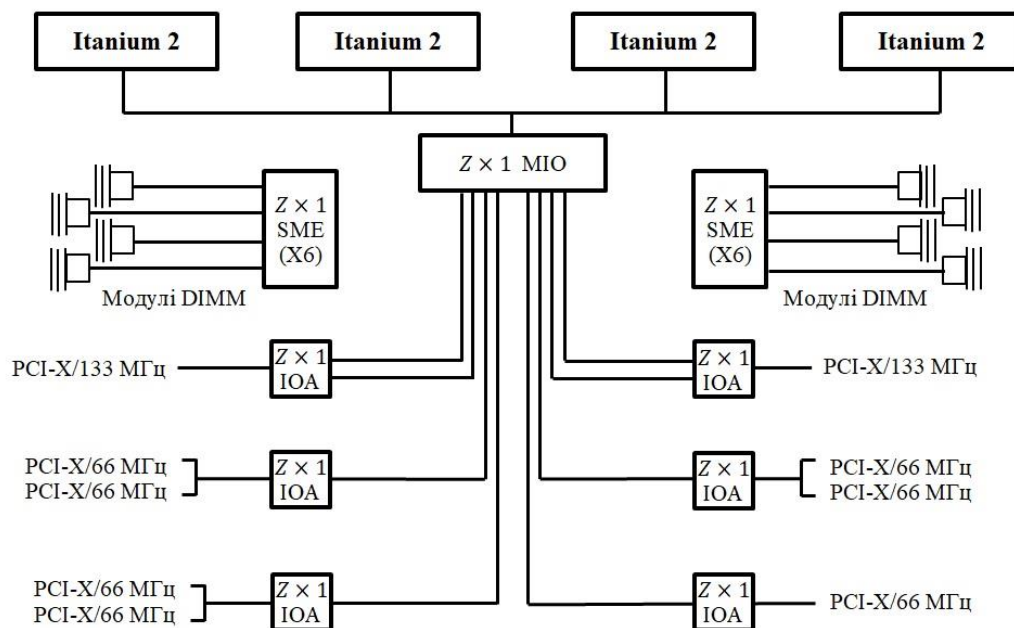 Itanium 2
Itanium 2
Itanium 2
Itanium 2
Z × 1 МІО
Z × 1
SME
(X6)
Модулі DIMM
Z × 1
SME
(X6)
Модулі DIMM
PCI-X/133 МГц
Z × 1
IOA
Z × 1
IOA
PCI-X/133 МГц
PCI-X/66 МГц
PCI-X/66 МГц
Z × 1
IOA
Z × 1
IOA
PCI-X/66 МГц
PCI-X/66 МГц
PCI-X/66 МГц
PCI-X/66 МГц
Z × 1
IOA
Z × 1
IOA
PCI-X/66 МГц